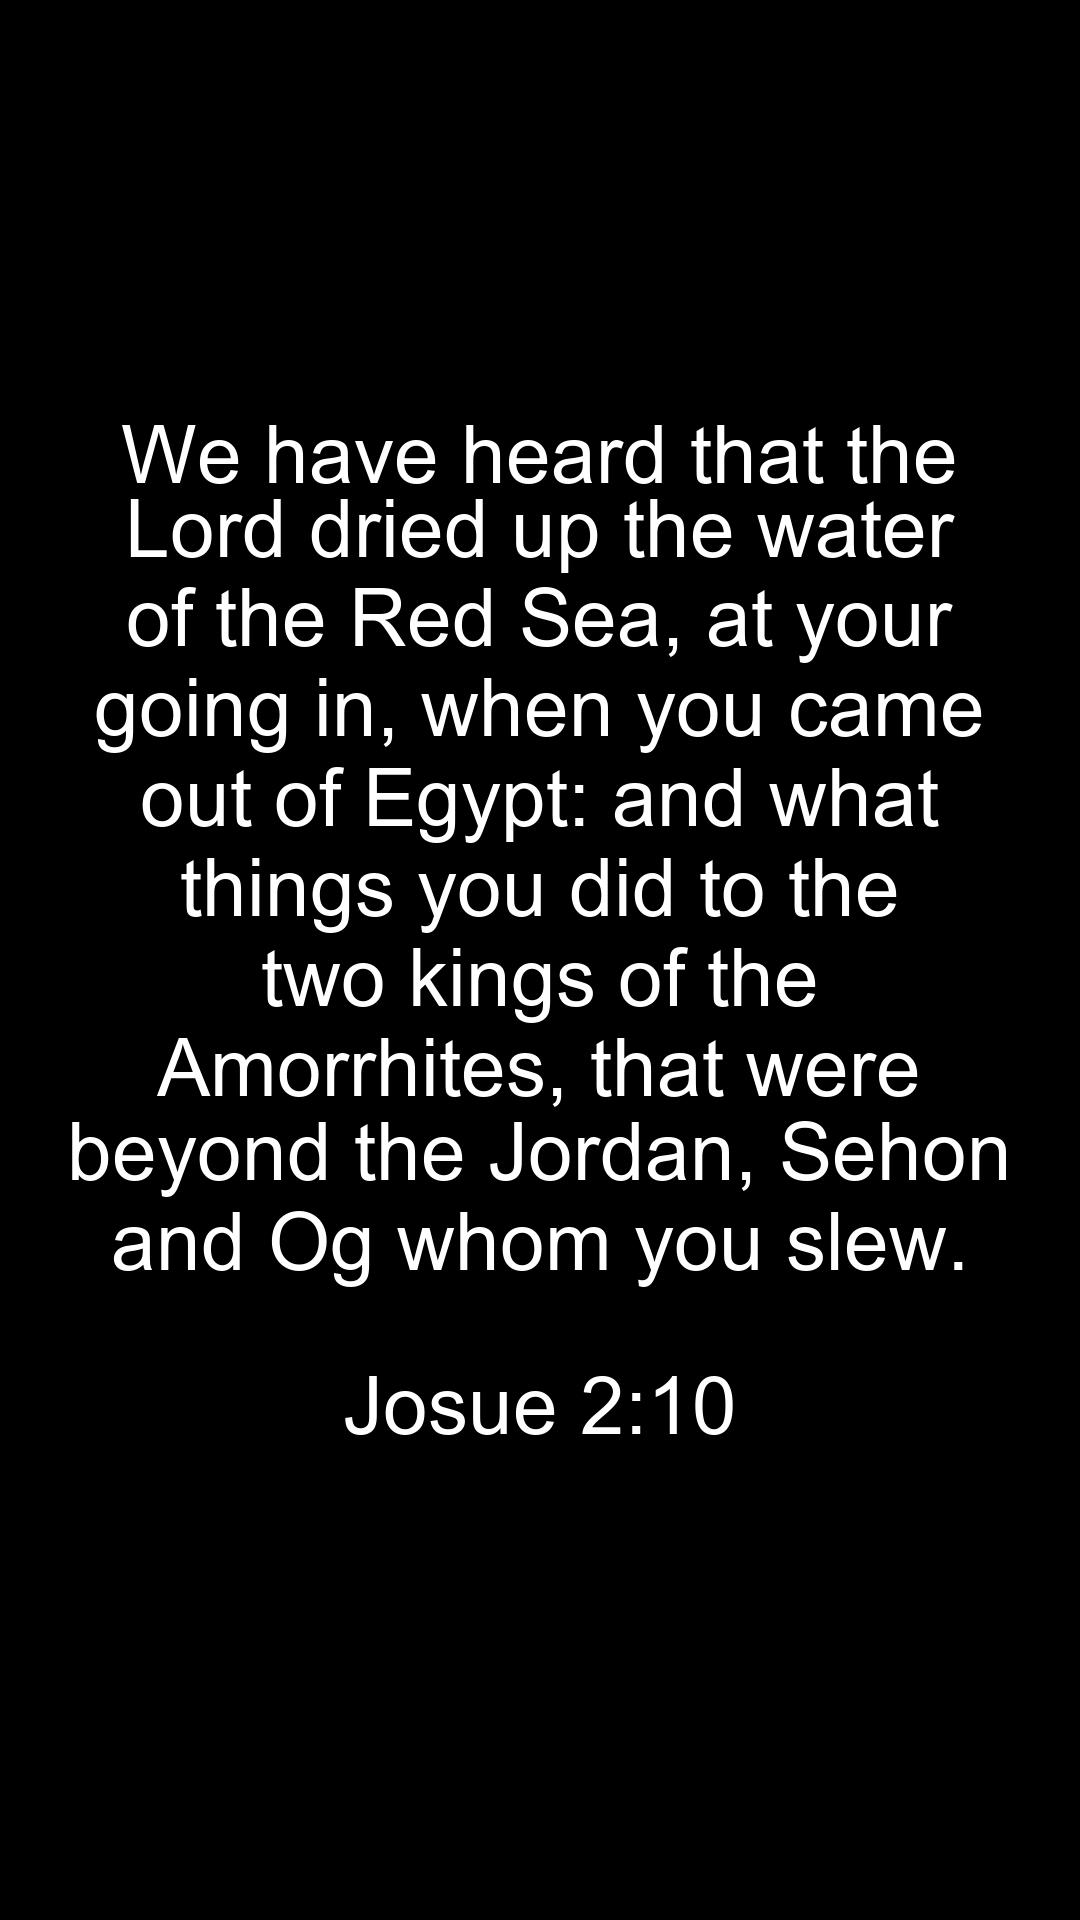 We have heard that the
Lord dried up the water
of the Red Sea, at your
going in, when you came
out of Egypt: and what
things you did to the
two kings of the
Amorrhites, that were
beyond the Jordan, Sehon
and Og whom you slew.
Josue 2:10